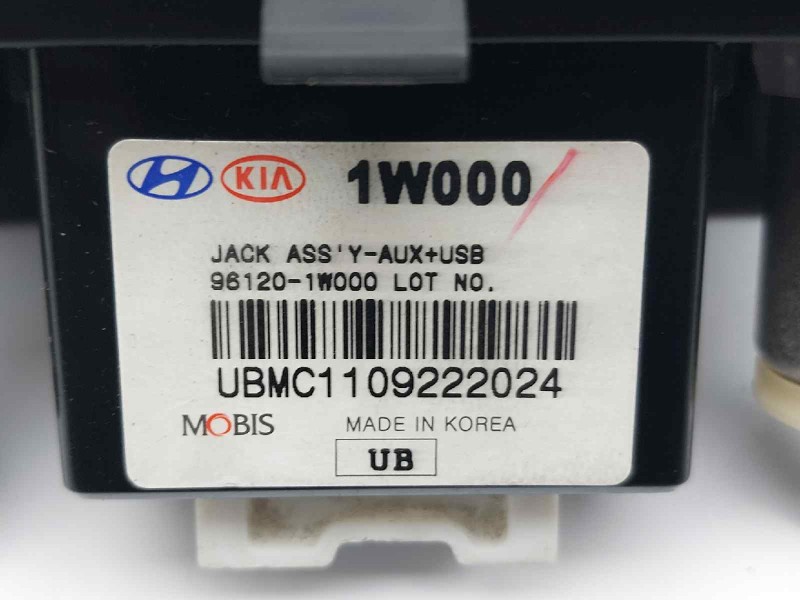 H KIA 1W000
JACK ASS'Y-AUX+USB
96120-1W000 LOT NO.
UBMC1109222024
MOBIS MADE IN KOREA
UB